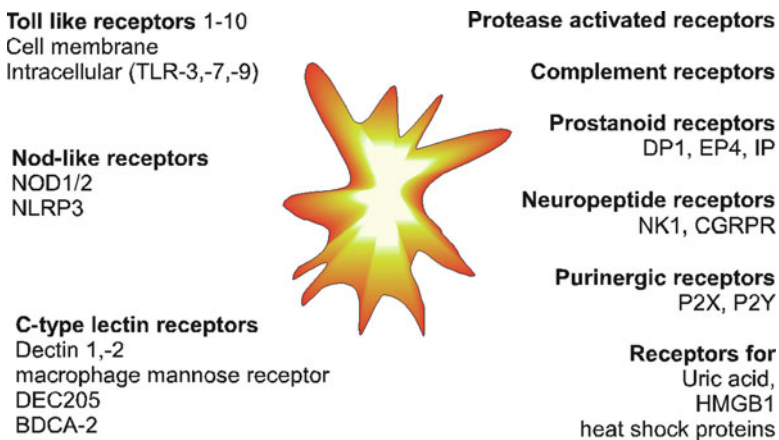 Toll like receptors 1-10
Cell membrane
Intracellular (TLR-3,-7,-9)
Nod-like receptors
NOD1/2
NLRP3
C-type lectin receptors
Dectin 1,-2
macrophage mannose receptor
DEC205
BDCA-2
Protease activated receptors
Complement receptors
Prostanoid receptors
DP1, EP4, IP
Neuropeptide receptors
NK1, CGRPR
Purinergic receptors
P2X, P2Y
Receptors for
Uric acid,
HMGB1
heat shock proteins